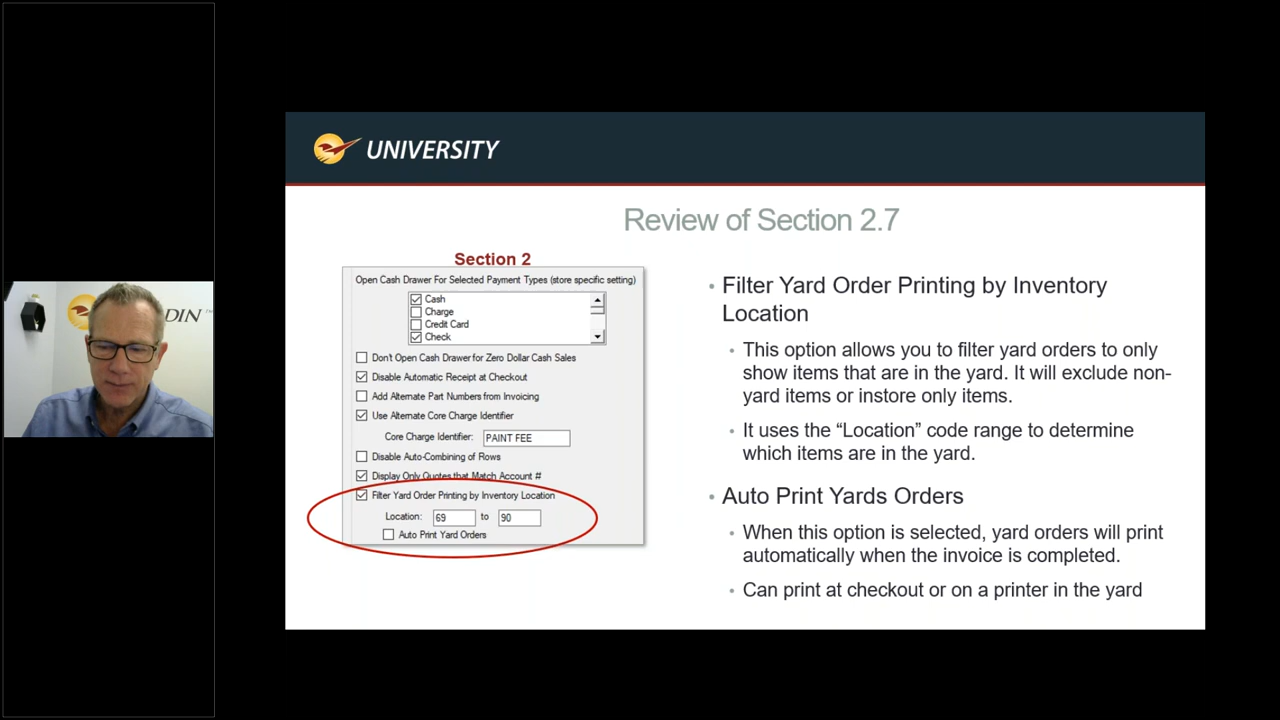 DIN
UNIVERSITY
Review of Section 2.7
Section 2
Open Cash Drawer For Selected Payment Types (store specific setting)
Cash
Charge
Credit Card
Check
Don't Open Cash Drawer for Zero Dollar Cash Sales
Disable Automatic Receipt at Checkout
Add Alternate Part Numbers from Invoicing
Use Alternate Core Charge Identifier
Core Charge Identifier: PAINT FEE
Disable Auto-Combining of Rows
Display Only Quotes that Match Account #
Filter Yard Order Printing by Inventory Location
Location: 69 to 90
Auto Print Yard Orders
• Filter Yard Order Printing by Inventory
Location
• This option allows you to filter yard orders to only
show items that are in the yard. It will exclude non-
yard items or instore only items.
• It uses the “Location” code range to determine
which items are in the yard.
• Auto Print Yards Orders
• When this option is selected, yard orders will print
automatically when the invoice is completed.
• Can print at checkout or on a printer in the yard